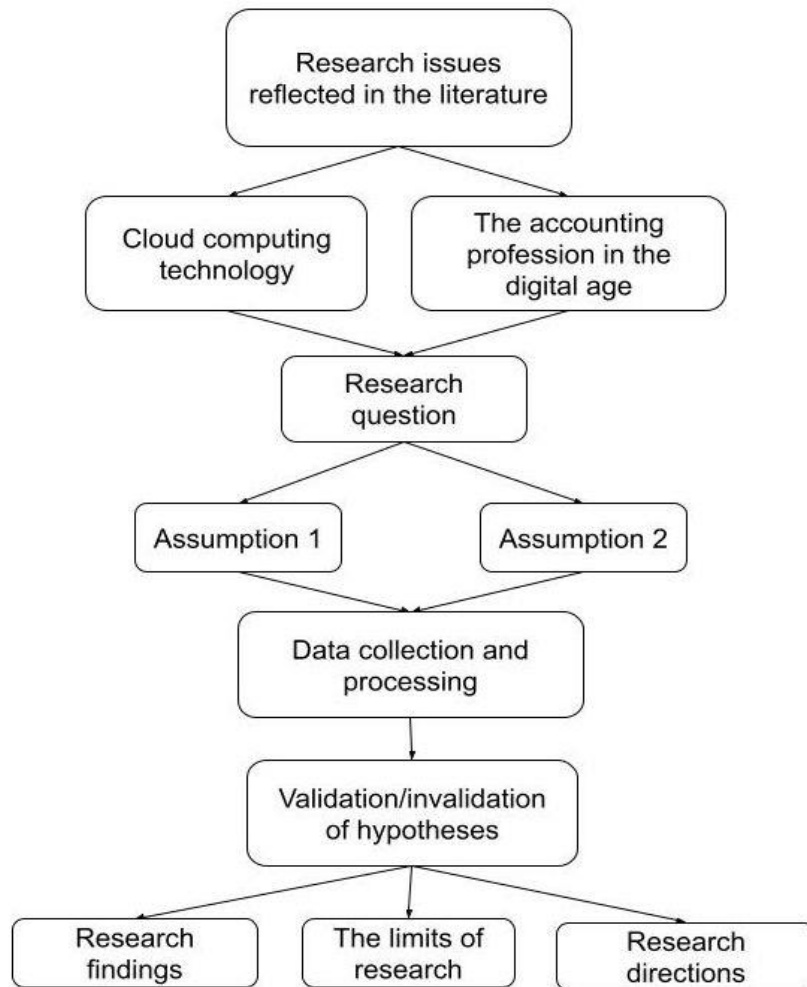 Research issues
reflected in the literature
Cloud computing
technology
The accounting
profession in the
digital age
Research
question
Assumption 1
Assumption 2
Data collection and
processing
Validation/invalidation
of hypotheses
Research
findings
The limits of
research
Research
directions